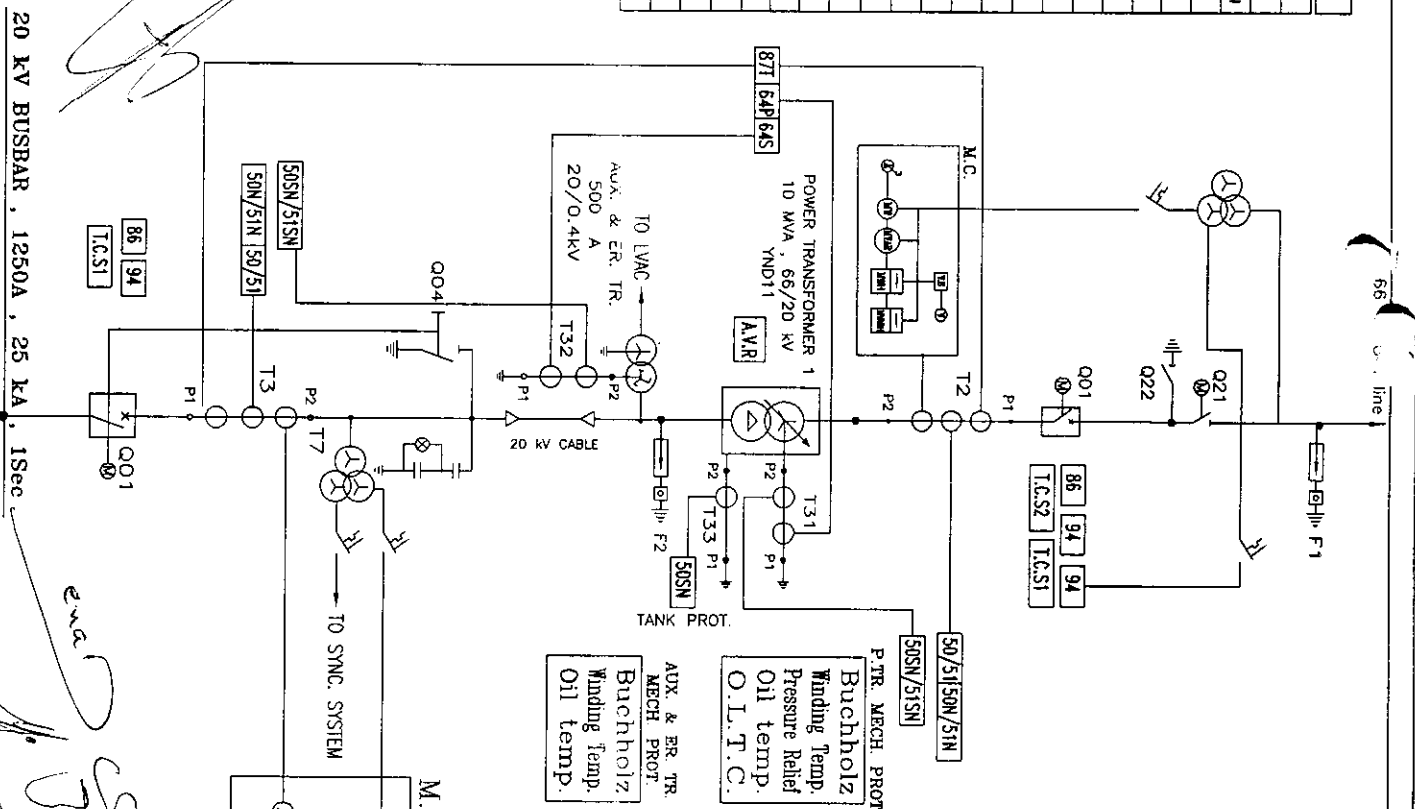 66
line
F1
Q21
Q22
Q01
86 94
94
T.C.S2
T.C.S1
P1
T2
P2
M.C.
87T 64P 64S
POWER TRANSFORMER 1
10 MVA , 66/20 kV
YND11
A.V.R
50/51 50N/51N
50SN/51SN
P.TR. MECH. PROT
Buchholz
Winding Temp.
Pressure Relief
Oil temp.
O.L.T.C.
T31
P2
P1
P2
T33
P1
50SN
TANK PROT.
F2
TO LVAC
AUX. & ER. TR.
500 A
20/0.4kV
T32
P2
P1
20 kV CABLE
AUX. & ER. TR.
MECH. PROT.
Buchholz
Winding Temp.
Oil temp.
50SN/51SN
50N/51N 50/51
Q04
P2
T3
T7
P1
TO SYNC. SYSTEM
M.
86 94
T.C.S1
Q01
20 kV BUSBAR , 1250A , 25 kA , 1Sec